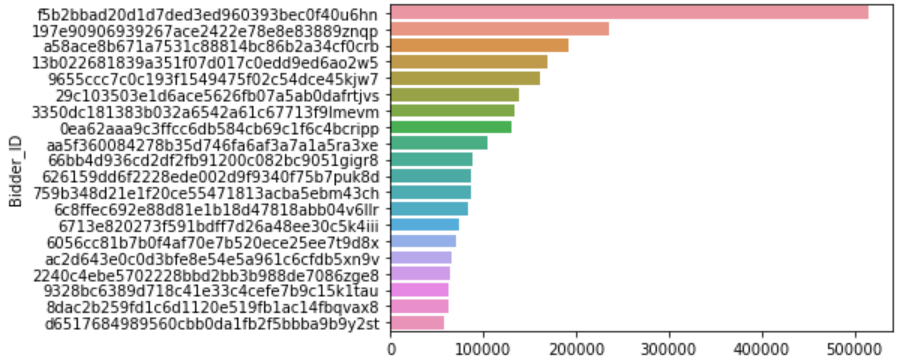 Bidder_ID
f5b2bbad20d1d7ded3ed960393bec0f40u6hn
197e90906939267ace2422e78e8e83889znqp
a58ace8b671a7531c88814bc86b2a34cf0crb
13b022681839a351f07d017c0edd9ed6ao2w5
9655ccc7c0c193f1549475f02c54dce45kjw7
29c103503e1d6ace5626fb07a5ab0dafrtjvs
3350dc181383b032a6542a61c67713f9lmevm
0ea62aaa9c3ffcc6db584cb69c1f6c4bcripp
aa5f360084278b35d746fa6af3a7a1a5ra3xe
66bb4d936cd2df2fb91200c082bc9051gigr8
626159dd6f2228ede002d9f9340f75b7puk8d
759b348d21e1f20ce55471813acba5ebm43ch
6c8ffec692e88d81e1b18d47818abb04v6llr
6713e820273f591bdff7d26a48ee30c5k4iii
6056cc81b7b0f4af70e7b520ece25ee7t9d8x
ac2d643e0c0d3bfe8e54e5a961c6cfdb5xn9v
2240c4ebe5702228bbd2bb3b988de7086zge8
9328bc6389d718c41e33c4cefe7b9c15k1tau
8dac2b259fd1c6d1120e519fb1ac14fbqvax8
d6517684989560cbb0da1fb2f5bbba9b9y2st
0 100000 200000 300000 400000 500000